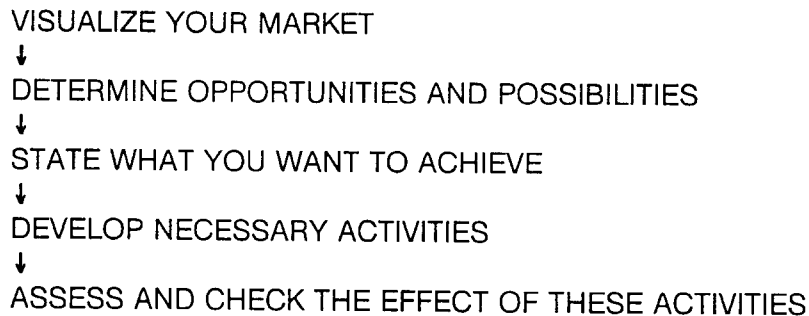 VISUALIZE YOUR MARKET
↓
DETERMINE OPPORTUNITIES AND POSSIBILITIES
↓
STATE WHAT YOU WANT TO ACHIEVE
↓
DEVELOP NECESSARY ACTIVITIES
↓
ASSESS AND CHECK THE EFFECT OF THESE ACTIVITIES